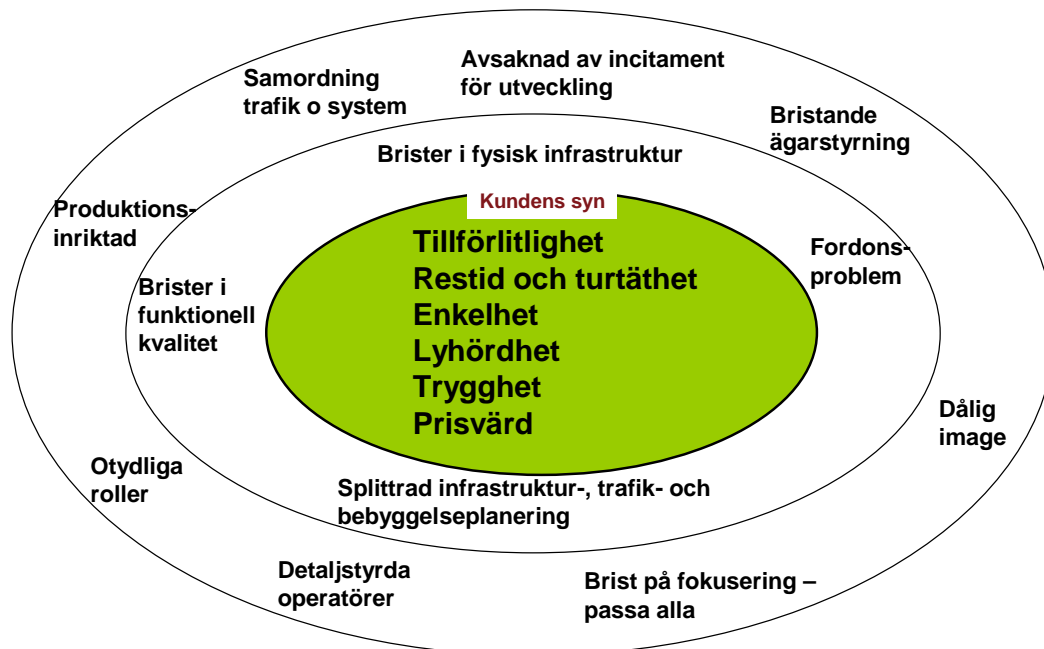 Avsaknad av incitament
för utveckling
Samordning
trafik o system
Bristande
ägarstyrning
Brister i fysisk infrastruktur
Kundens syn
Produktions-
inriktad
Tillförlitlighet
Restid och turtäthet
Enkelhet
Lyhördhet
Trygghet
Prisvärd
Fordons-
problem
Brister i
funktionell
kvalitet
Dålig
image
Otydliga
roller
Splittrad infrastruktur-, trafik- och
bebyggelseplanering
Detaljstyrda
operatörer
Brist på fokusering –
passa alla